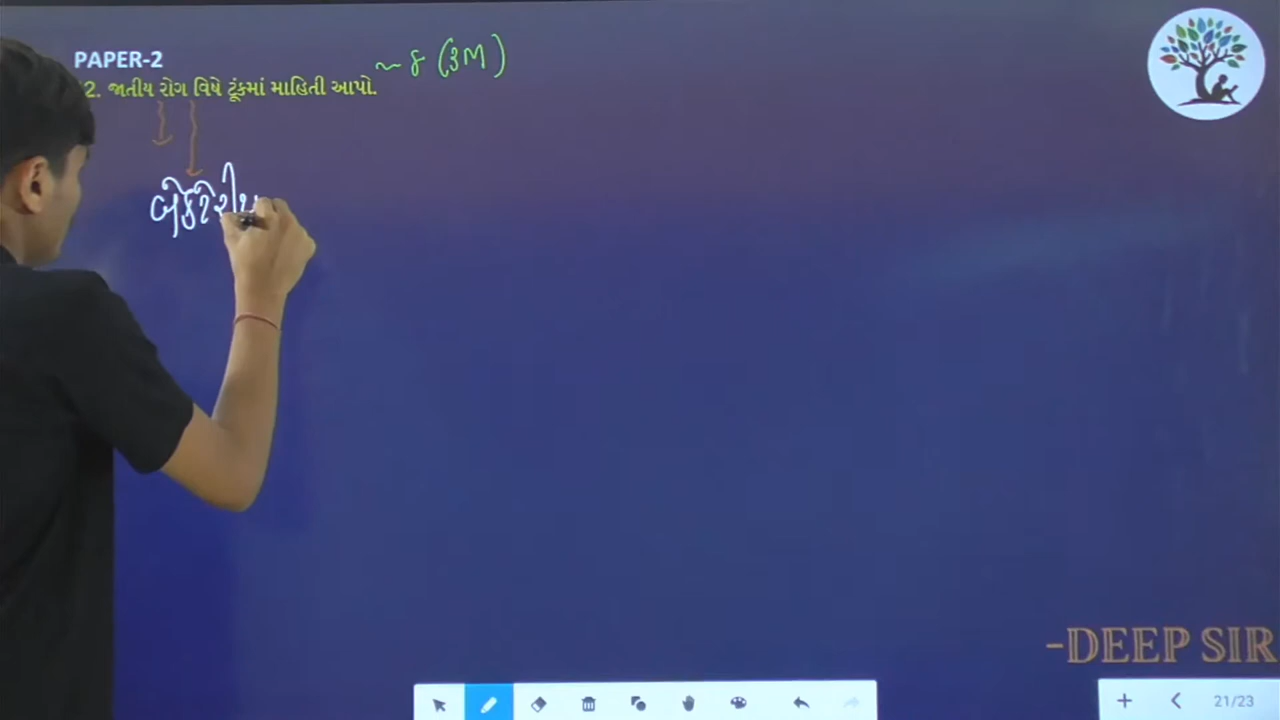 PAPER-2
2. જાતીય રોગ વિષે ટૂંકમાં માહિતી આપો.
~ 8 (3M)
બેક્ટેરીય
-DEEP SIR
21/23